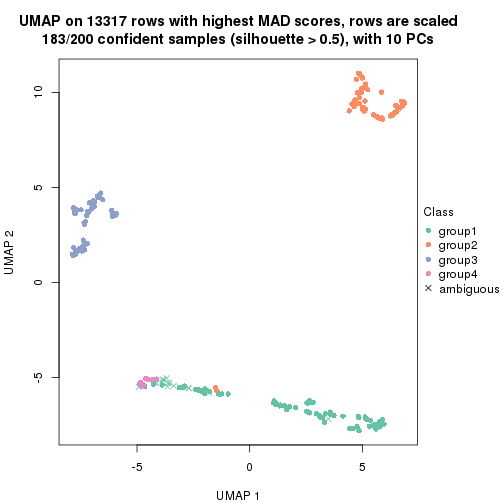 UMAP on 13317 rows with highest MAD scores, rows are scaled
183/200 confident samples (silhouette > 0.5), with 10 PCs
10
5
0
-5
UMAP 2
-5
0
5
UMAP 1
Class
group1
group2
group3
group4
ambiguous